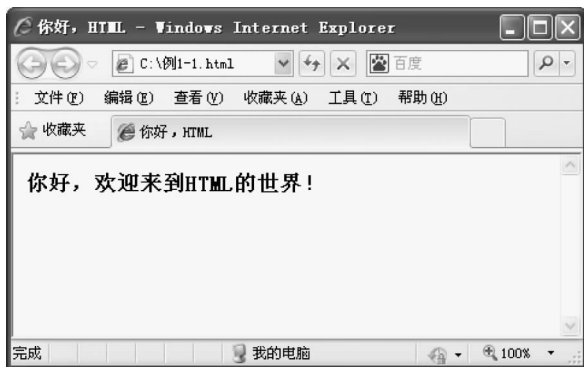 你好，HTML - Windows Internet Explorer
C:\例1-1.html 百度
文件(F) 编辑(E) 查看(V) 收藏夹(A) 工具(T) 帮助(H)
收藏夹 你好，HTML
你好，欢迎来到HTML的世界！
完成 我的电脑 100%